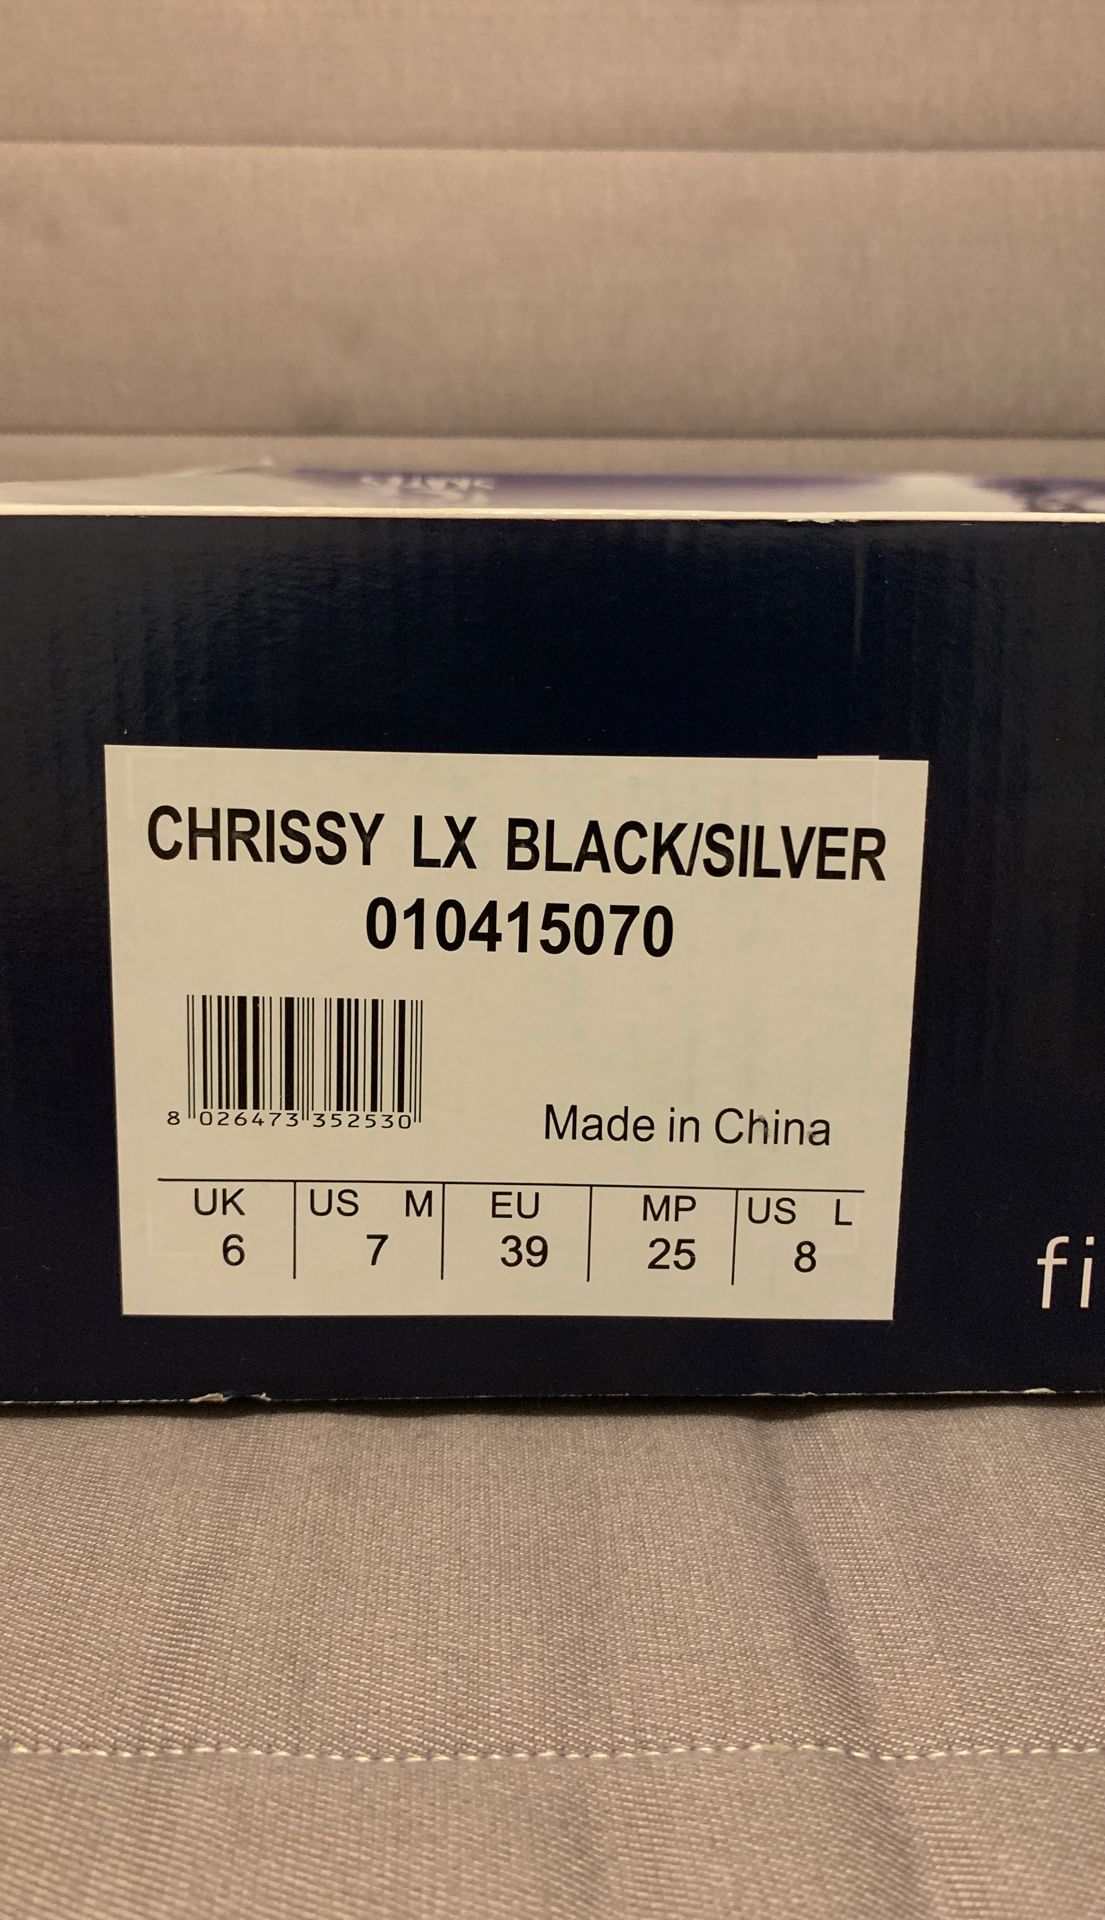 CHRISSY LX BLACK/SILVER
010415070
8 026473 352530
Made in China
UK US M EU MP US L
6 7 39 25 8
fi